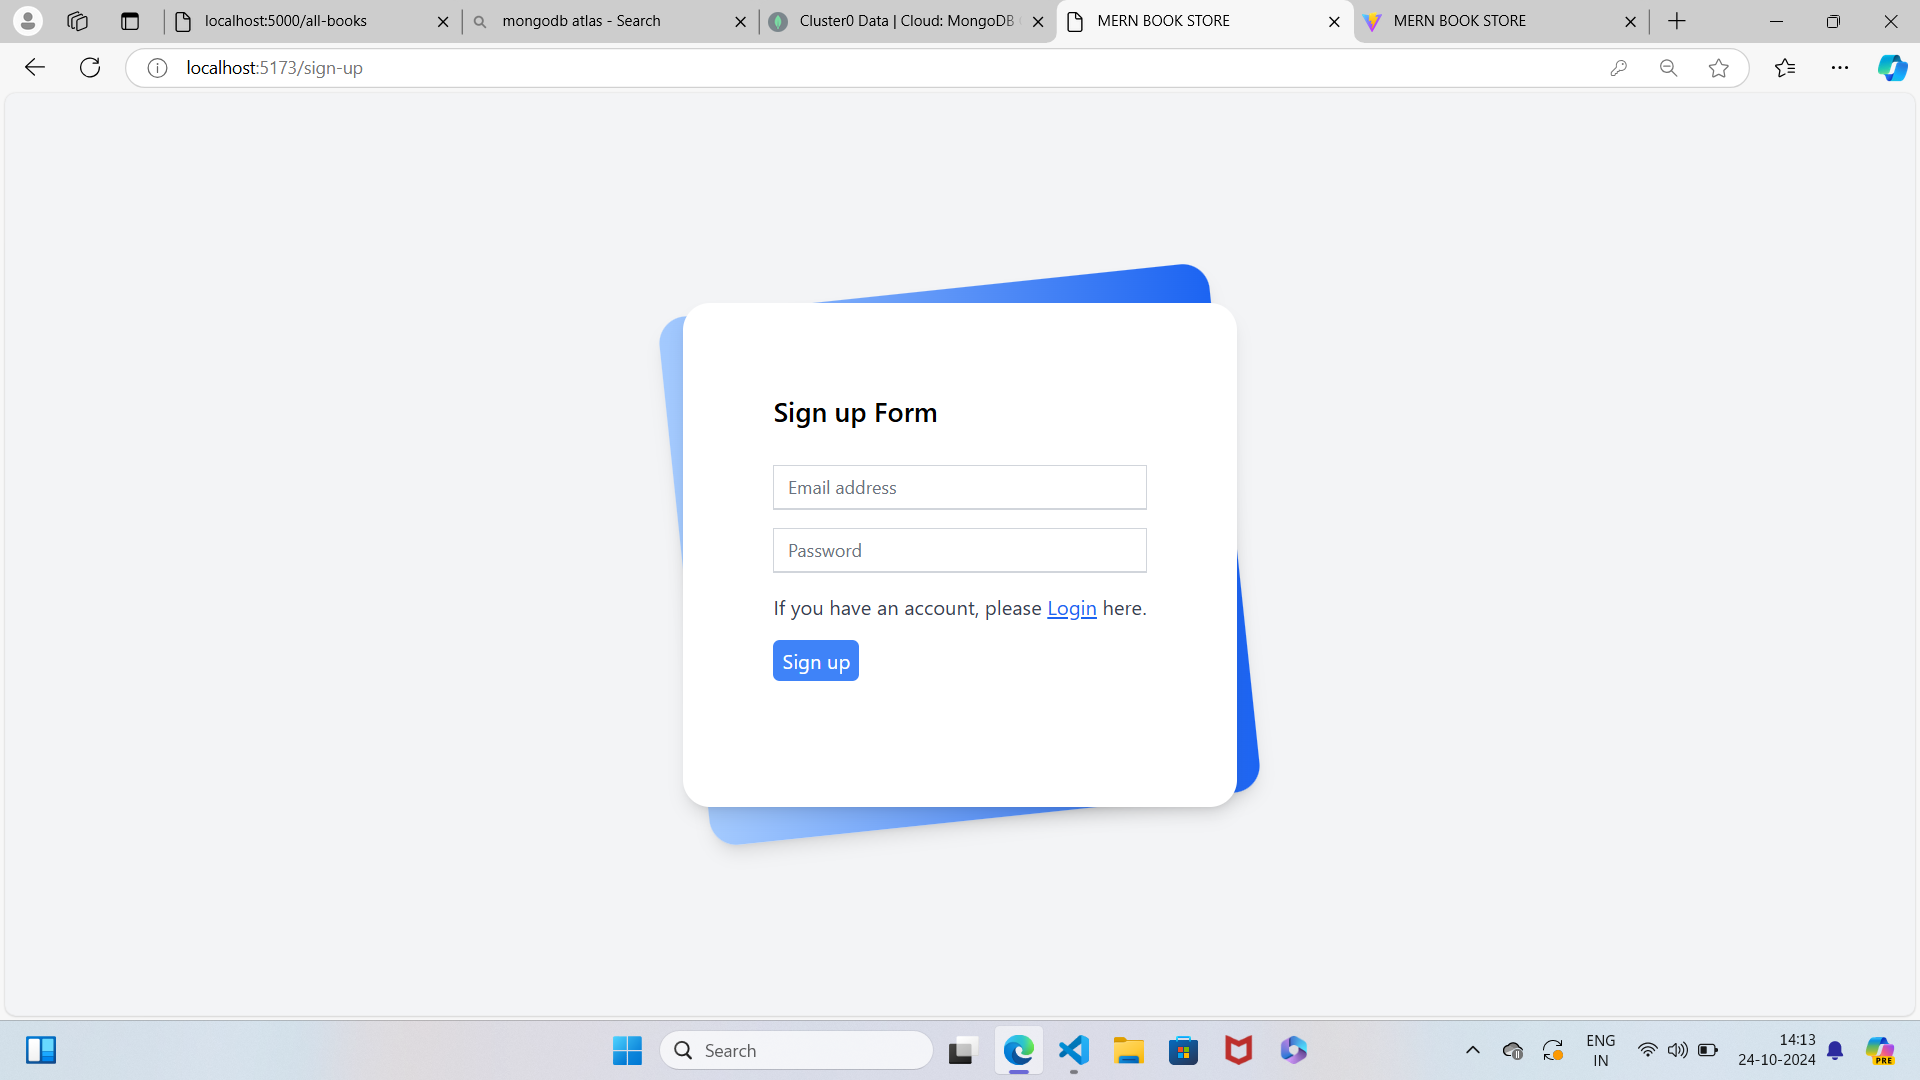 localhost:5000/all-books
mongodb atlas - Search
Cluster0 Data | Cloud: MongoDB
MERN BOOK STORE
MERN BOOK STORE
localhost:5173/sign-up
Sign up Form
Email address
Password
If you have an account, please Login here.
Sign up
Search
ENG
IN
14:13
24-10-2024
PRE